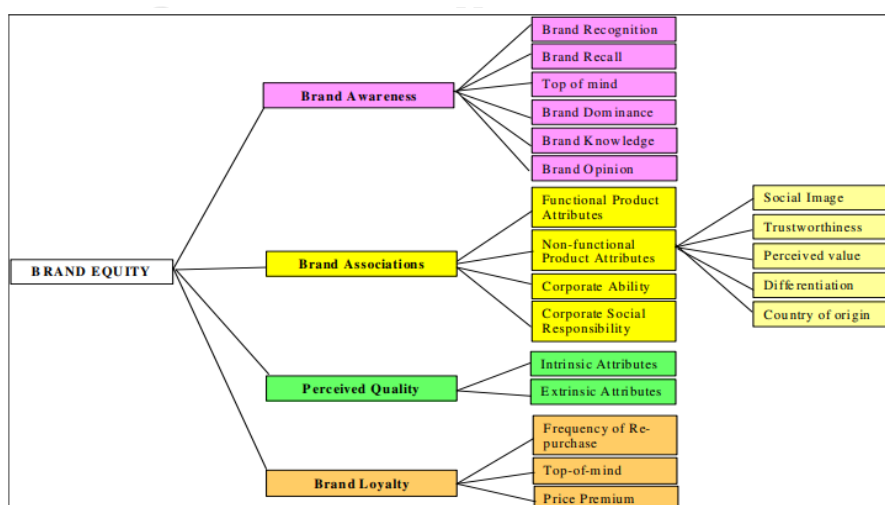 Brand Recognition
Brand Recall
Top of mind
Brand Dominance
Brand Knowledge
Brand Opinion
Brand Awareness
Functional Product
Attributes
Non-functional
Product Attributes
Corporate Ability
Corporate Social
Responsibility
Brand Associations
Social Image
Trustworthiness
Perceived value
Differentiation
Country of origin
BRAND EQUITY
Intrinsic Attributes
Extrinsic Attributes
Perceived Quality
Frequency of Re-
purchase
Top-of-mind
Price Premium
Brand Loyalty